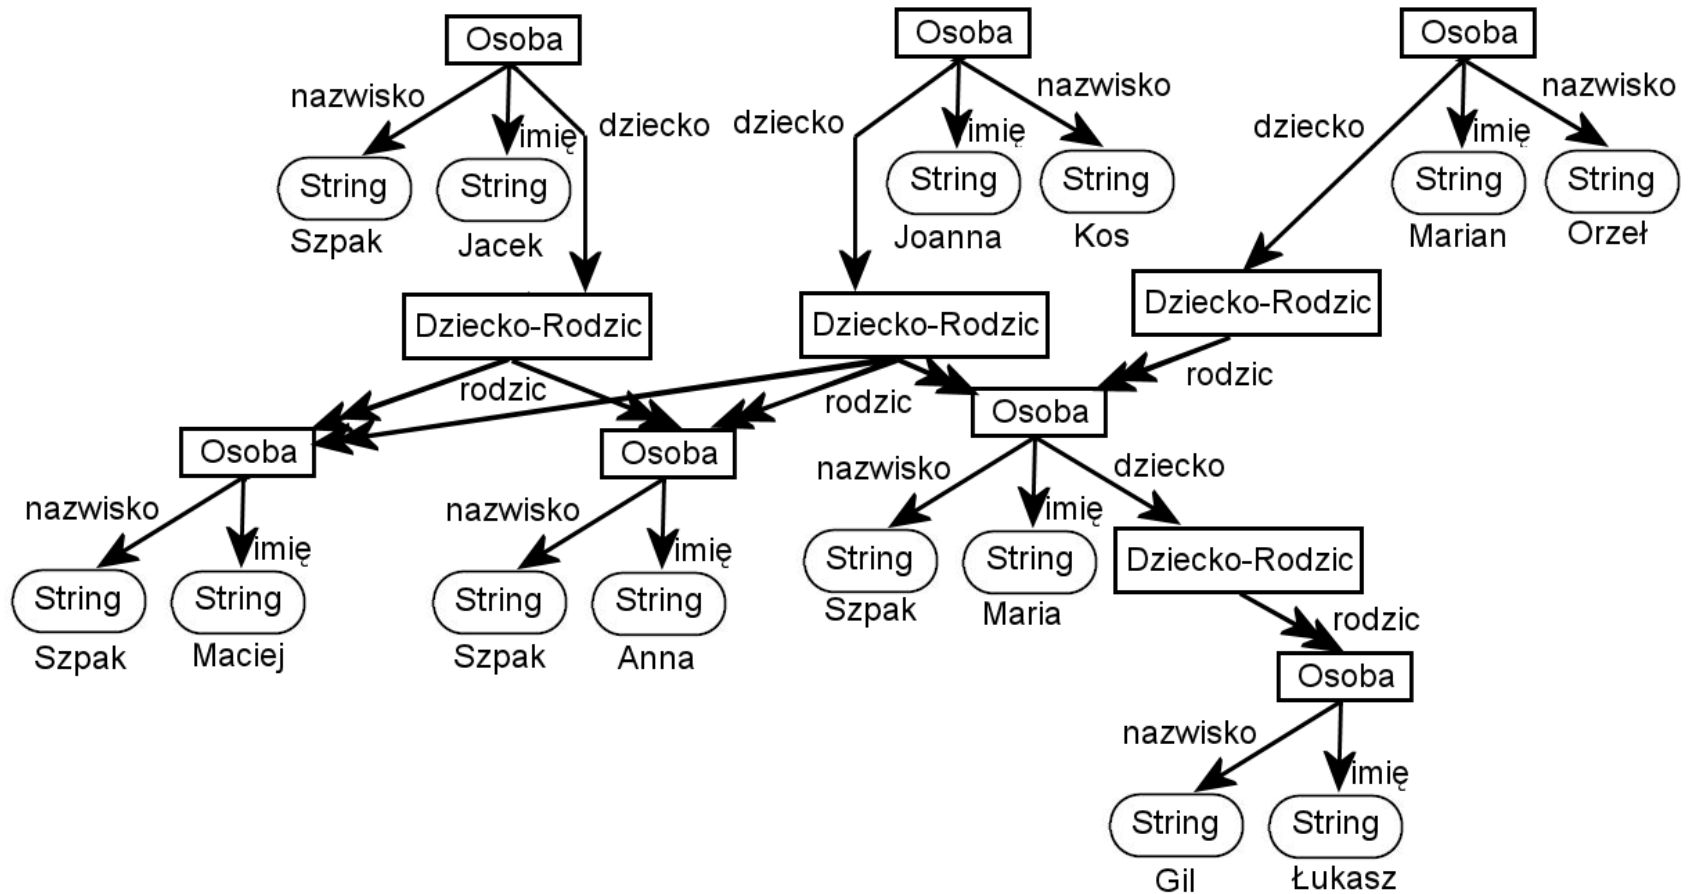 Osoba
Osoba
Osoba
nazwisko
imię
dziecko
dziecko
imię
nazwisko
dziecko
imię
nazwisko
String
String
String
String
String
String
Szpak
Jacek
Joanna
Kos
Marian
Orzeł
Dziecko-Rodzic
Dziecko-Rodzic
Dziecko-Rodzic
rodzic
rodzic
rodzic
Osoba
Osoba
Osoba
nazwisko
imię
nazwisko
imię
nazwisko
imię
dziecko
String
String
String
String
String
String
Dziecko-Rodzic
Szpak
Maciej
Szpak
Anna
Szpak
Maria
rodzic
Osoba
nazwisko
imię
String
String
Gil
Łukasz